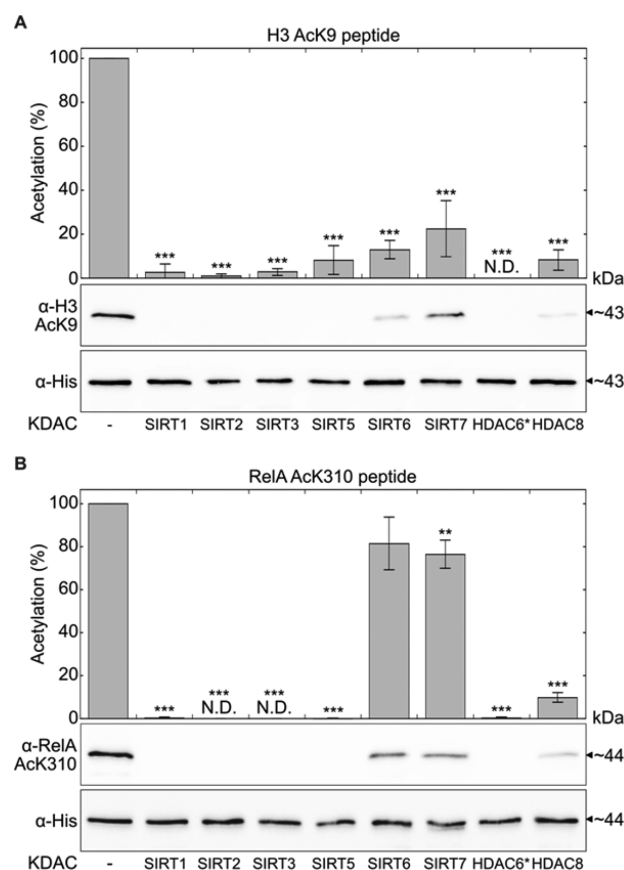 A
H3 AcK9 peptide
100
80
60
40
20
0
Acetylation (%)
*** *** *** *** *** *** *** ***
N.D.
kDa
α-H3
AcK9
~43
α-His
~43
KDAC - SIRT1 SIRT2 SIRT3 SIRT5 SIRT6 SIRT7 HDAC6* HDAC8
B
RelA AcK310 peptide
100
80
60
40
20
0
Acetylation (%)
*** *** *** *** ** *** ***
N.D. N.D.
kDa
α-RelA
AcK310
~44
α-His
~44
KDAC - SIRT1 SIRT2 SIRT3 SIRT5 SIRT6 SIRT7 HDAC6* HDAC8